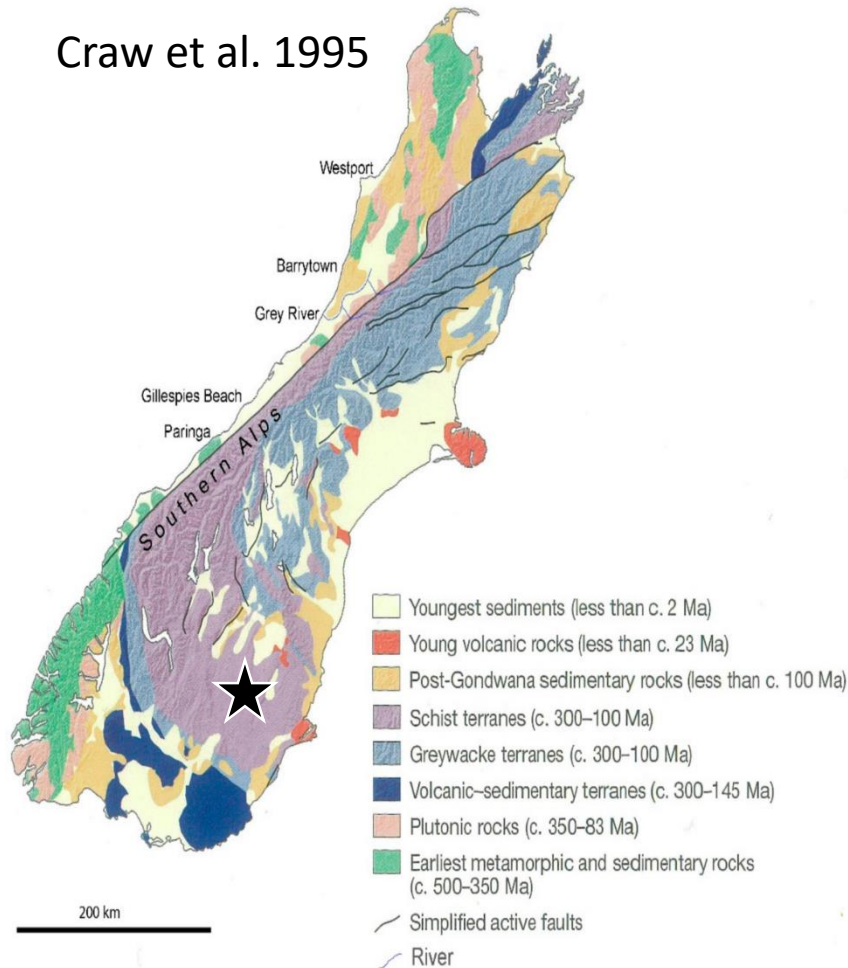 Craw et al. 1995
Westport
Barrytown
Grey River
Gillespies Beach
Paringa
Southern Alps
Youngest sediments (less than c. 2 Ma)
Young volcanic rocks (less than c. 23 Ma)
Post-Gondwana sedimentary rocks (less than c. 100 Ma)
Schist terranes (c. 300–100 Ma)
Greywacke terranes (c. 300–100 Ma)
Volcanic–sedimentary terranes (c. 300–145 Ma)
Plutonic rocks (c. 350–83 Ma)
Earliest metamorphic and sedimentary rocks
(c. 500–350 Ma)
200 km
Simplified active faults
River